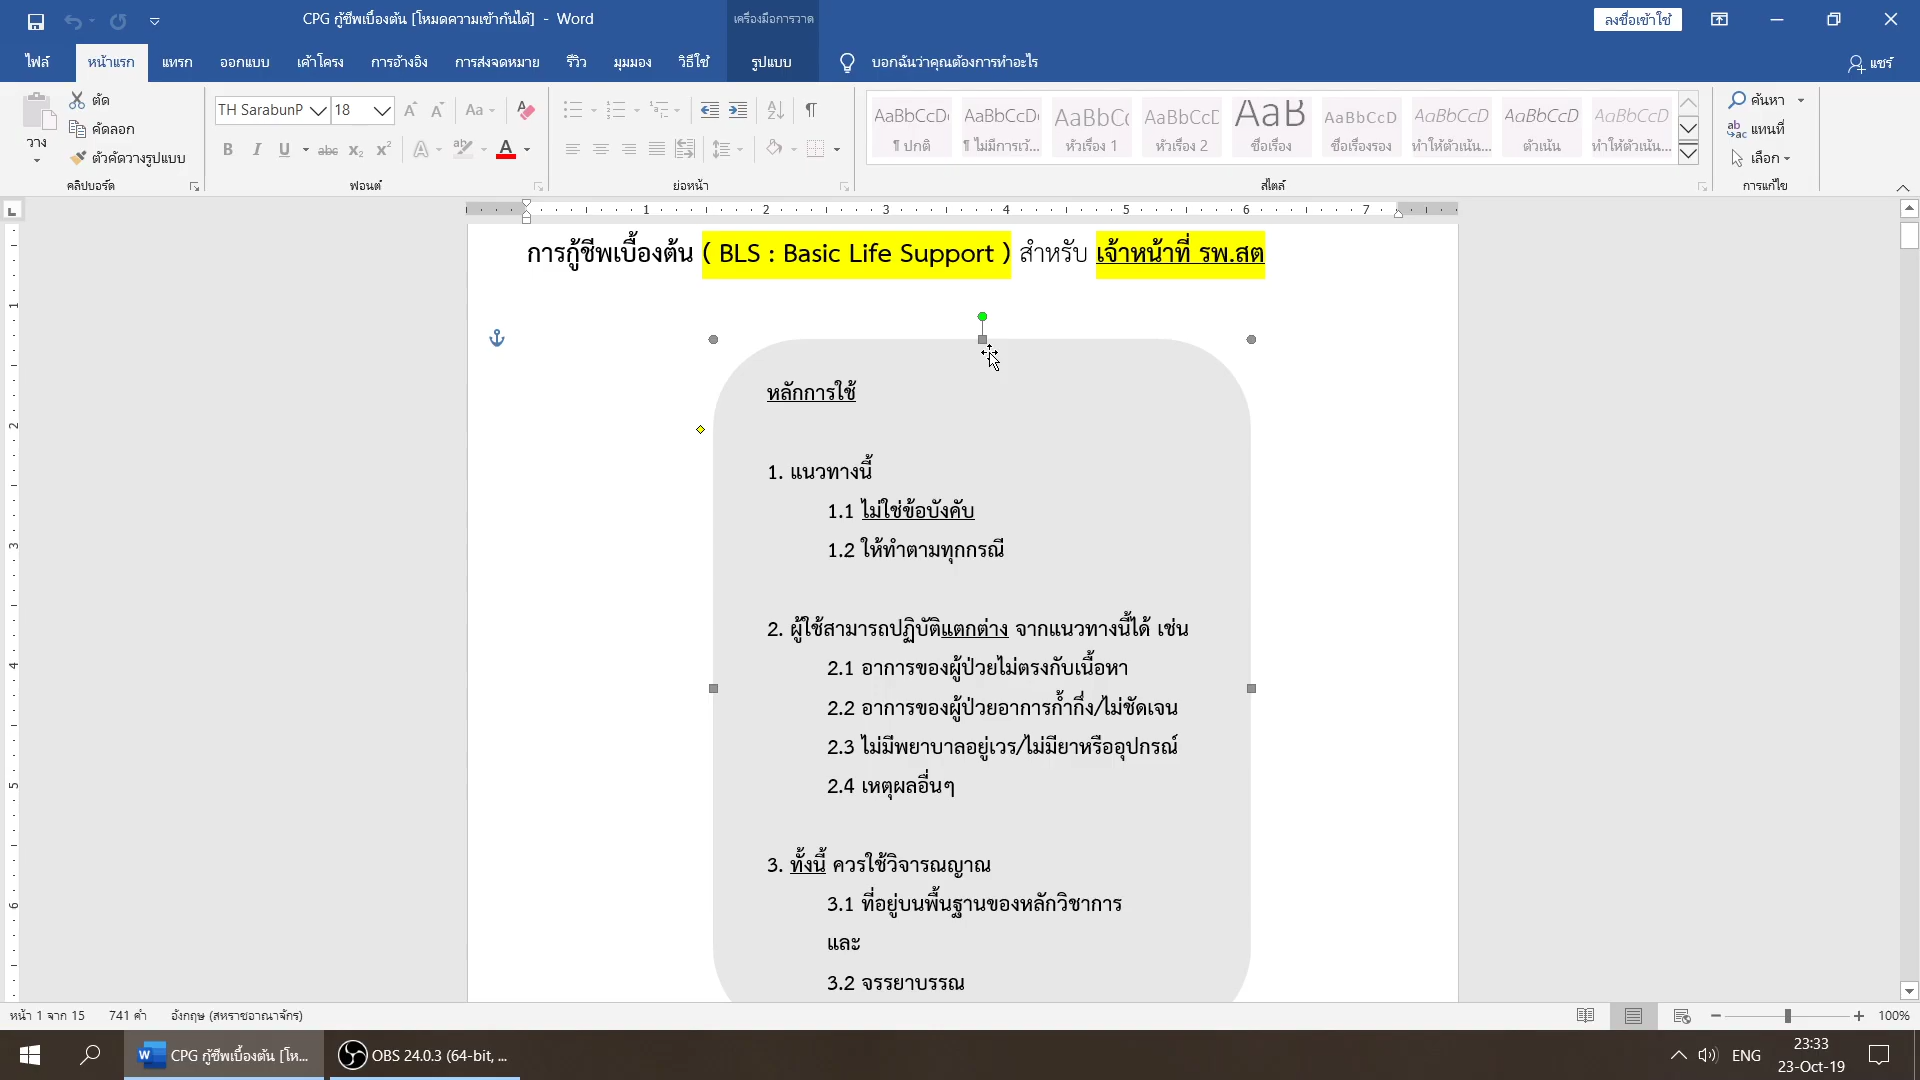 CPG กู้ชีพเบื้องต้น [โหมดความเข้ากันได้] - Word
เครื่องมือการวาด
ลงชื่อเข้าใช้
ไฟล์ หน้าแรก แทรก ออกแบบ เค้าโครง การอ้างอิง การส่งจดหมาย รีวิว มุมมอง วิธีใช้ รูปแบบ บอกฉันว่าคุณต้องการทำอะไร แชร์
วาง
ตัด
คัดลอก
ตัวคัดวางรูปแบบ
TH SarabunP 18
คลิปบอร์ด ฟอนต์ ย่อหน้า สไตล์ การแก้ไข
AaBbCcDc AaBbCcDc AaBbCc AaBbCcD AaB AaBbCcD AaBbCcD AaBbCcD AaBbCcD
¶ ปกติ ¶ ไม่มีการเว้... หัวเรื่อง 1 หัวเรื่อง 2 ชื่อเรื่อง ชื่อเรื่องรอง ทำให้ตัวเน้น... ตัวเน้น ทำให้ตัวเน้น...
ค้นหา
แทนที่
เลือก
1 2 3 4 5 6 7
การกู้ชีพเบื้องต้น ( BLS : Basic Life Support ) สำหรับ เจ้าหน้าที่ รพ.สต
หลักการใช้
1. แนวทางนี้
1.1 ไม่ใช่ข้อบังคับ
1.2 ให้ทำตามทุกกรณี
2. ผู้ใช้สามารถปฏิบัติแตกต่าง จากแนวทางนี้ได้ เช่น
2.1 อาการของผู้ป่วยไม่ตรงกับเนื้อหา
2.2 อาการของผู้ป่วยอาการก้ำกึ่ง/ไม่ชัดเจน
2.3 ไม่มีพยาบาลอยู่เวร/ไม่มียาหรืออุปกรณ์
2.4 เหตุผลอื่นๆ
3. ทั้งนี้ ควรใช้วิจารณญาณ
3.1 ที่อยู่บนพื้นฐานของหลักวิชาการ
และ
3.2 จรรยาบรรณ
หน้า 1 จาก 15 741 คำ อังกฤษ (สหราชอาณาจักร) 100%
CPG กู้ชีพเบื้องต้น [โห... OBS 24.0.3 (64-bit, ... ENG
23:33
23-Oct-19